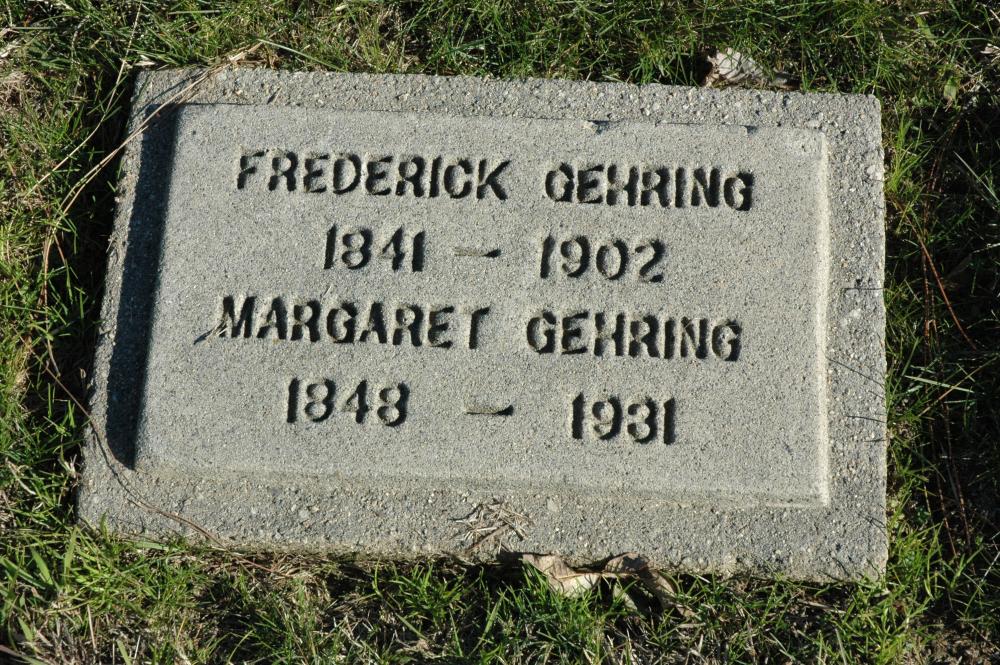 FREDERICK GEHRING
1841 - 1902
MARGARET GEHRING
1848 - 1931